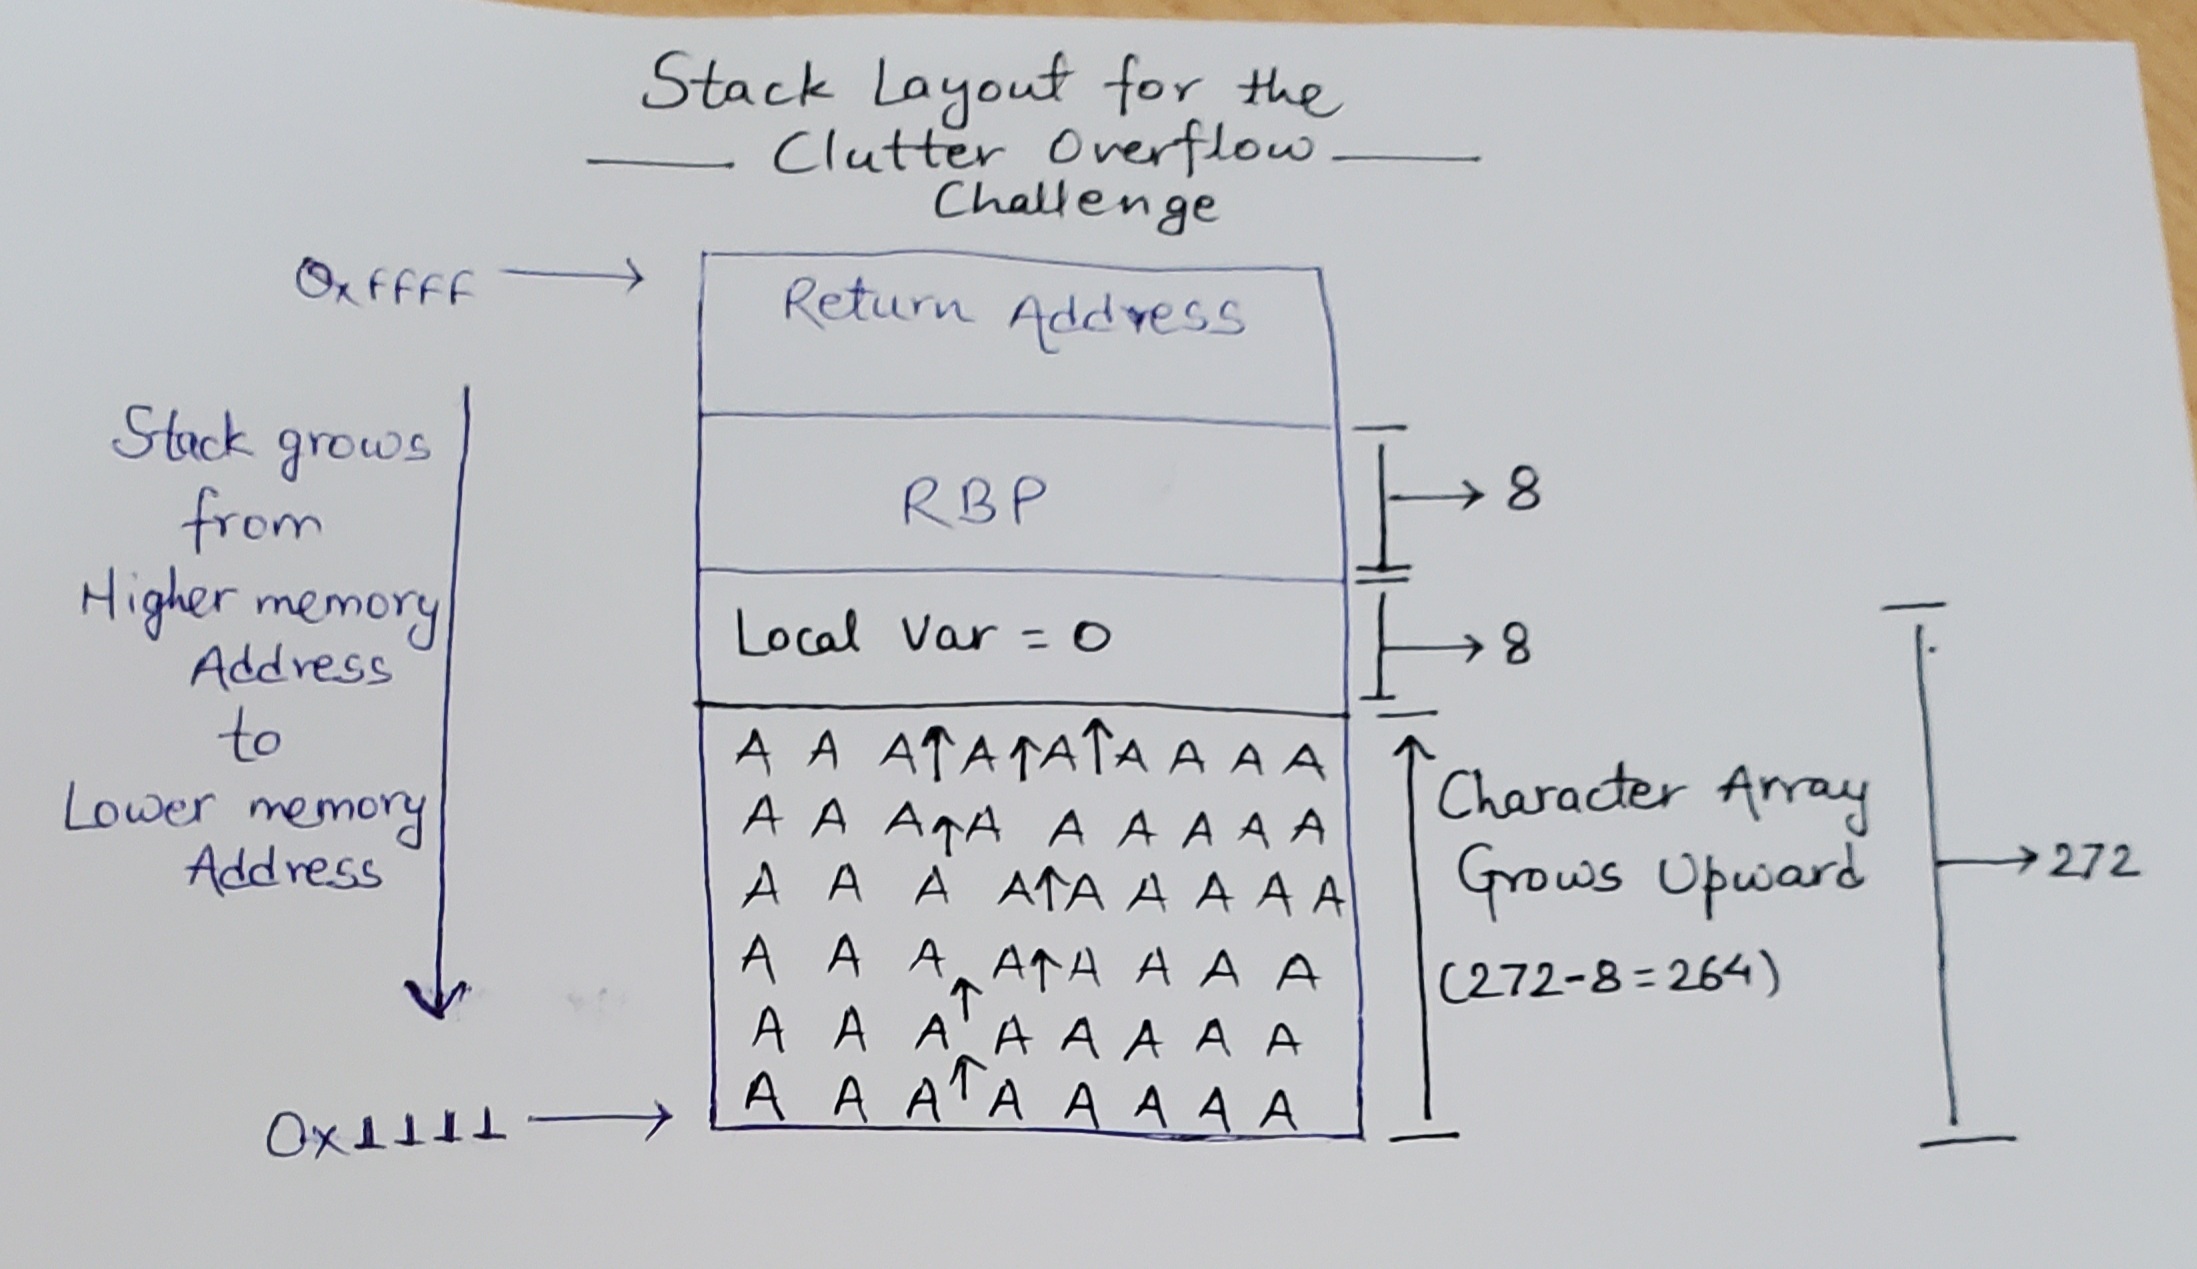 Stack Layout for the
Clutter Overflow
Challenge
0xffff
Return Address
Stack grows
from
Higher memory
Address
to
Lower memory
Address
RBP
8
Local Var = 0
8
A A A A A A A A A
A A A A A A A A A
A A A A A A A A A
A A A A A A A A
A A A A A A A A
A A A A A A A A
Character Array
Grows Upward
(272-8=264)
272
0x1111